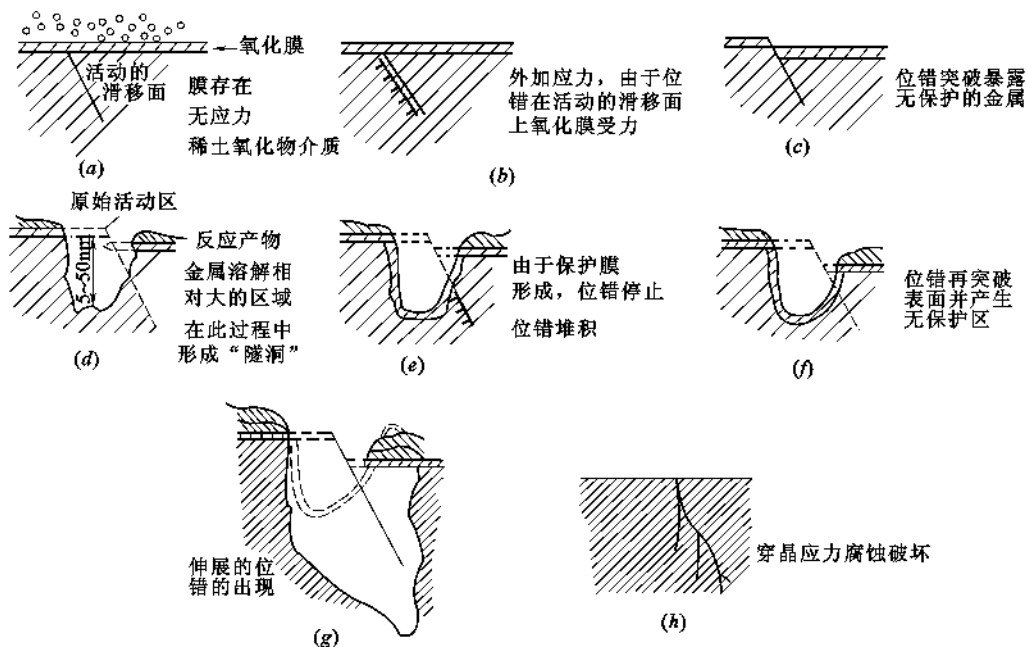 氧化膜
活动的
滑移面
膜存在
无应力
稀土氧化物介质
(a)
外加应力，由于位
错在活动的滑移面
上氧化膜受力
(b)
位错突破暴露
无保护的金属
(c)
原始活动区
反应产物
5~50nm
金属溶解相
对大的区域
在此过程中
形成“隧洞”
(d)
由于保护膜
形成，位错停止
位错堆积
(e)
位错再突破
表面并产生
无保护区
(f)
伸展的位
错的出现
(g)
穿晶应力腐蚀破坏
(h)